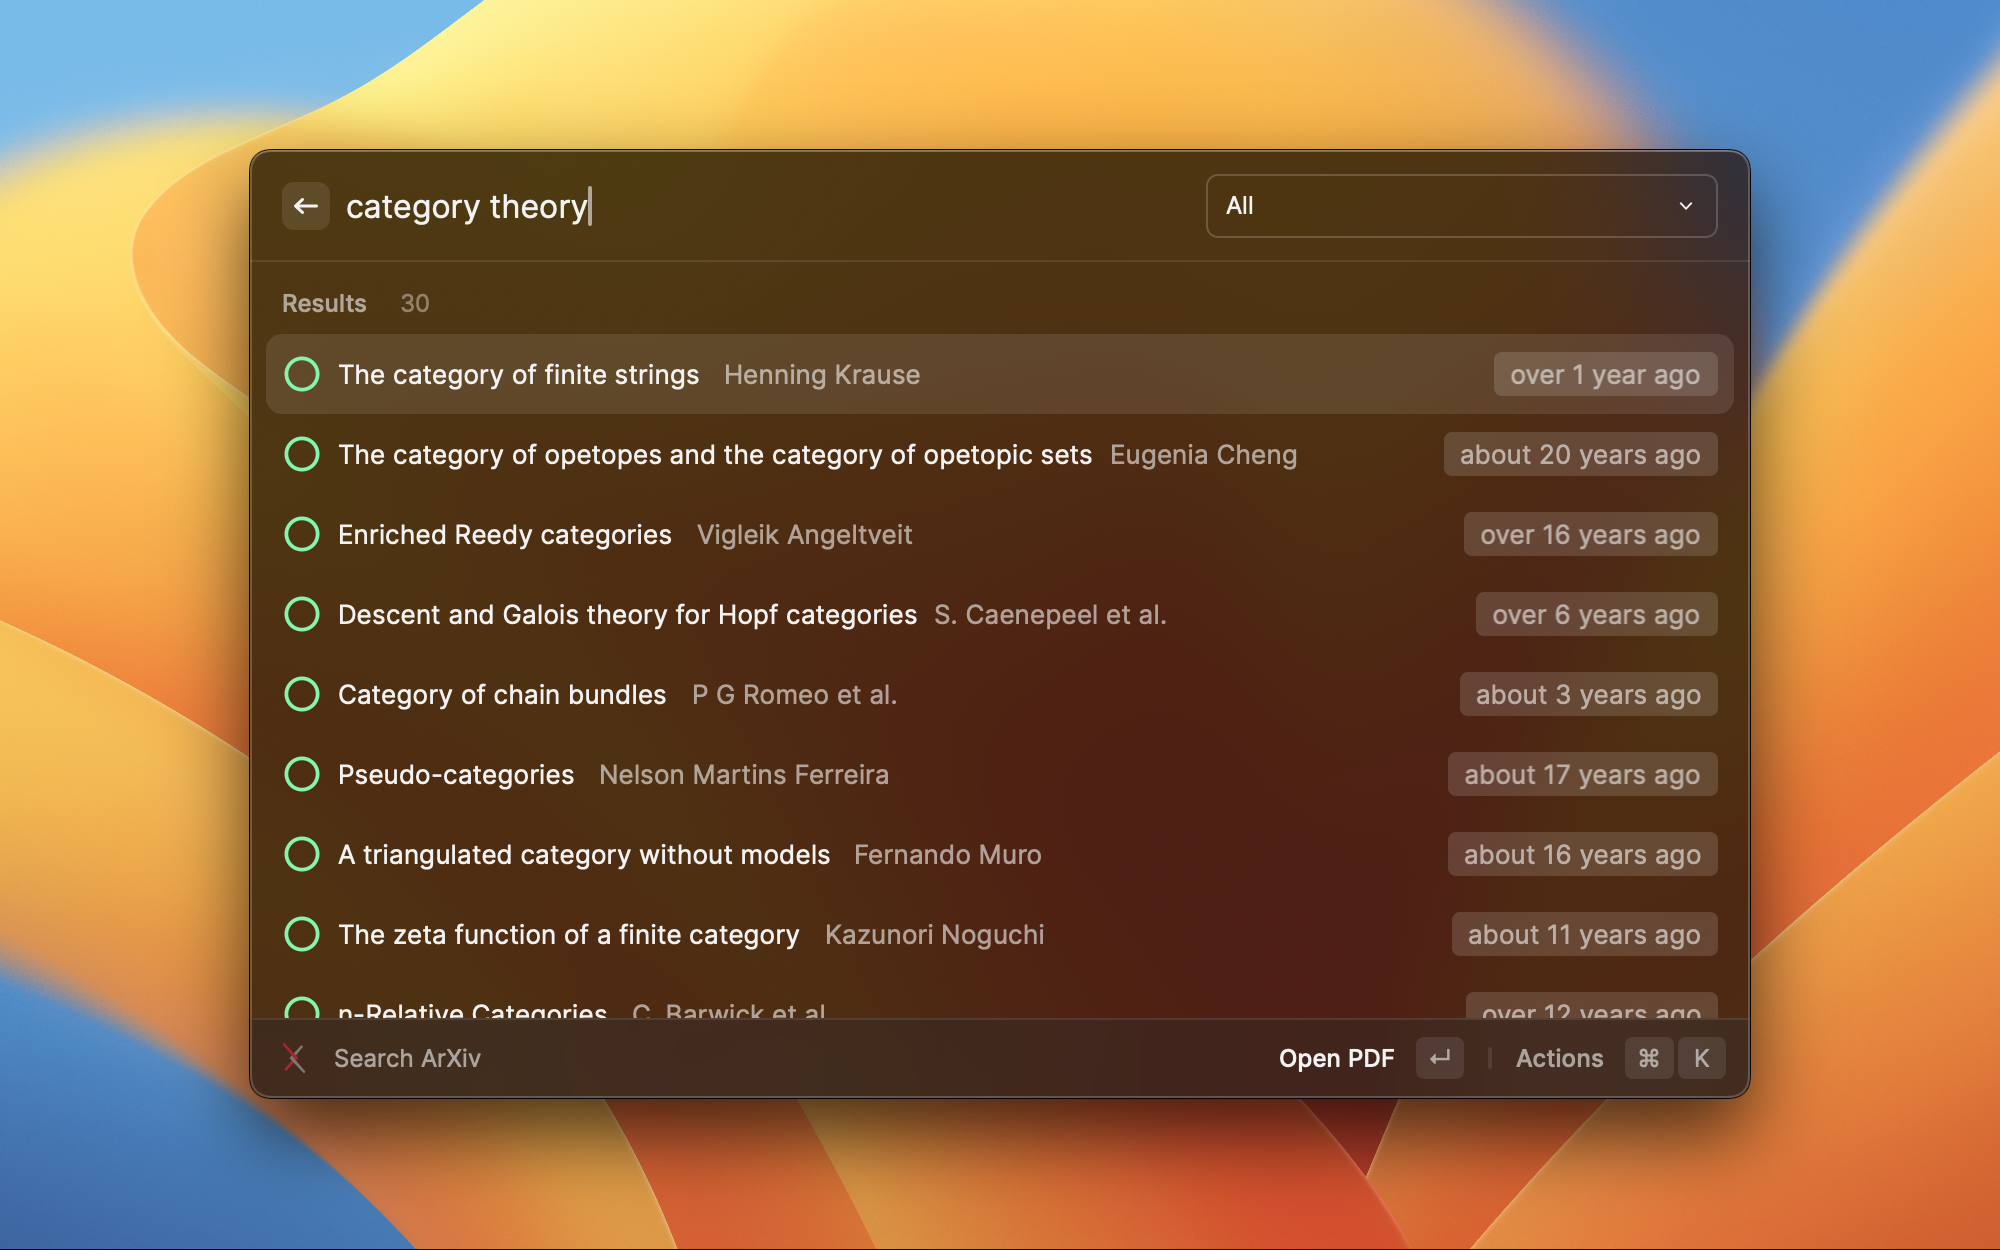 category theory
All
Results 30
The category of finite strings Henning Krause over 1 year ago
The category of opetopes and the category of opetopic sets Eugenia Cheng about 20 years ago
Enriched Reedy categories Vigleik Angeltveit over 16 years ago
Descent and Galois theory for Hopf categories S. Caenepeel et al. over 6 years ago
Category of chain bundles P G Romeo et al. about 3 years ago
Pseudo-categories Nelson Martins Ferreira about 17 years ago
A triangulated category without models Fernando Muro about 16 years ago
The zeta function of a finite category Kazunori Noguchi about 11 years ago
n-Relative Categories C. Barwick et al. over 12 years ago
Search ArXiv Open PDF ↵ Actions ⌘ K